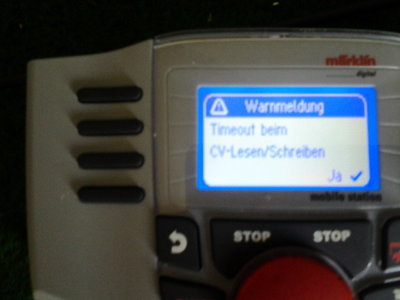 märklin
digital
Warnmeldung
Timeout beim
CV-Lesen/Schreiben
Ja
mobile station
STOP STOP